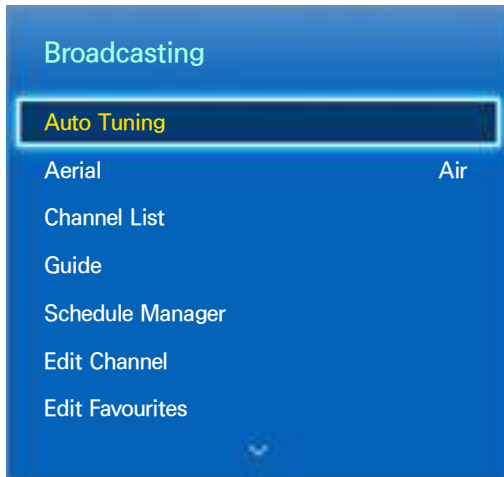 Broadcasting
Auto Tuning
Aerial Air
Channel List
Guide
Schedule Manager
Edit Channel
Edit Favourites